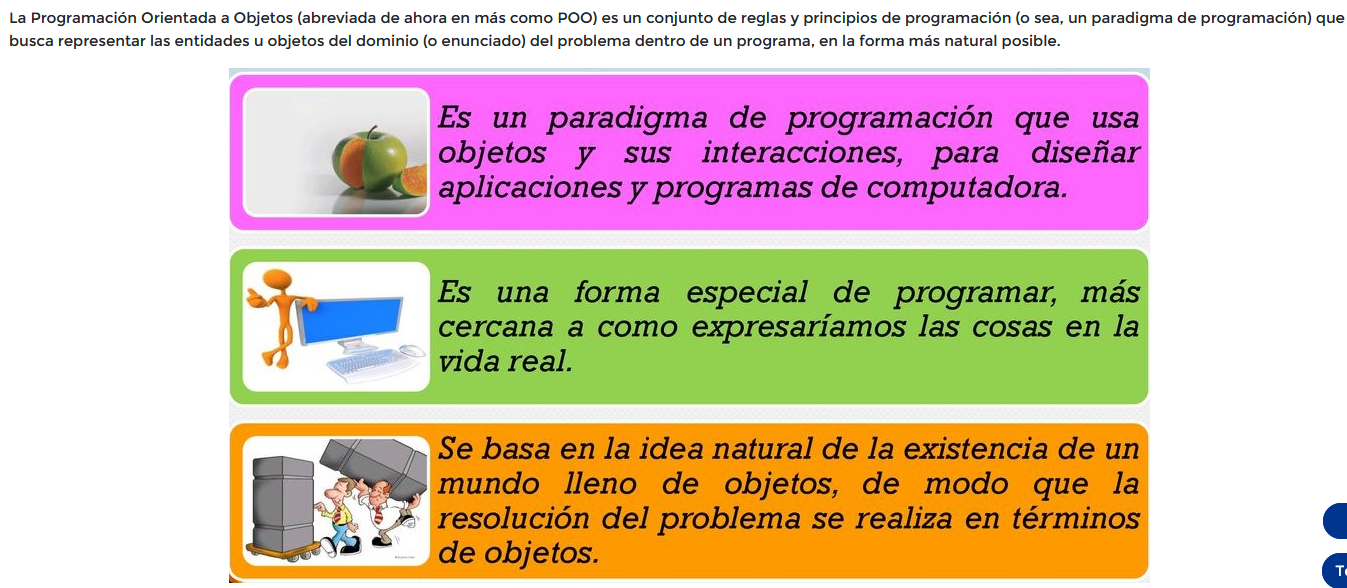 La Programación Orientada a Objetos (abreviada de ahora en más como POO) es un conjunto de reglas y principios de programación (o sea, un paradigma de programación) que
busca representar las entidades u objetos del dominio (o enunciado) del problema dentro de un programa, en la forma más natural posible.
Es un paradigma de programación que usa
objetos y sus interacciones, para diseñar
aplicaciones y programas de computadora.
Es una forma especial de programar, más
cercana a como expresaríamos las cosas en la
vida real.
Se basa en la idea natural de la existencia de un
mundo lleno de objetos, de modo que la
resolución del problema se realiza en términos
de objetos.